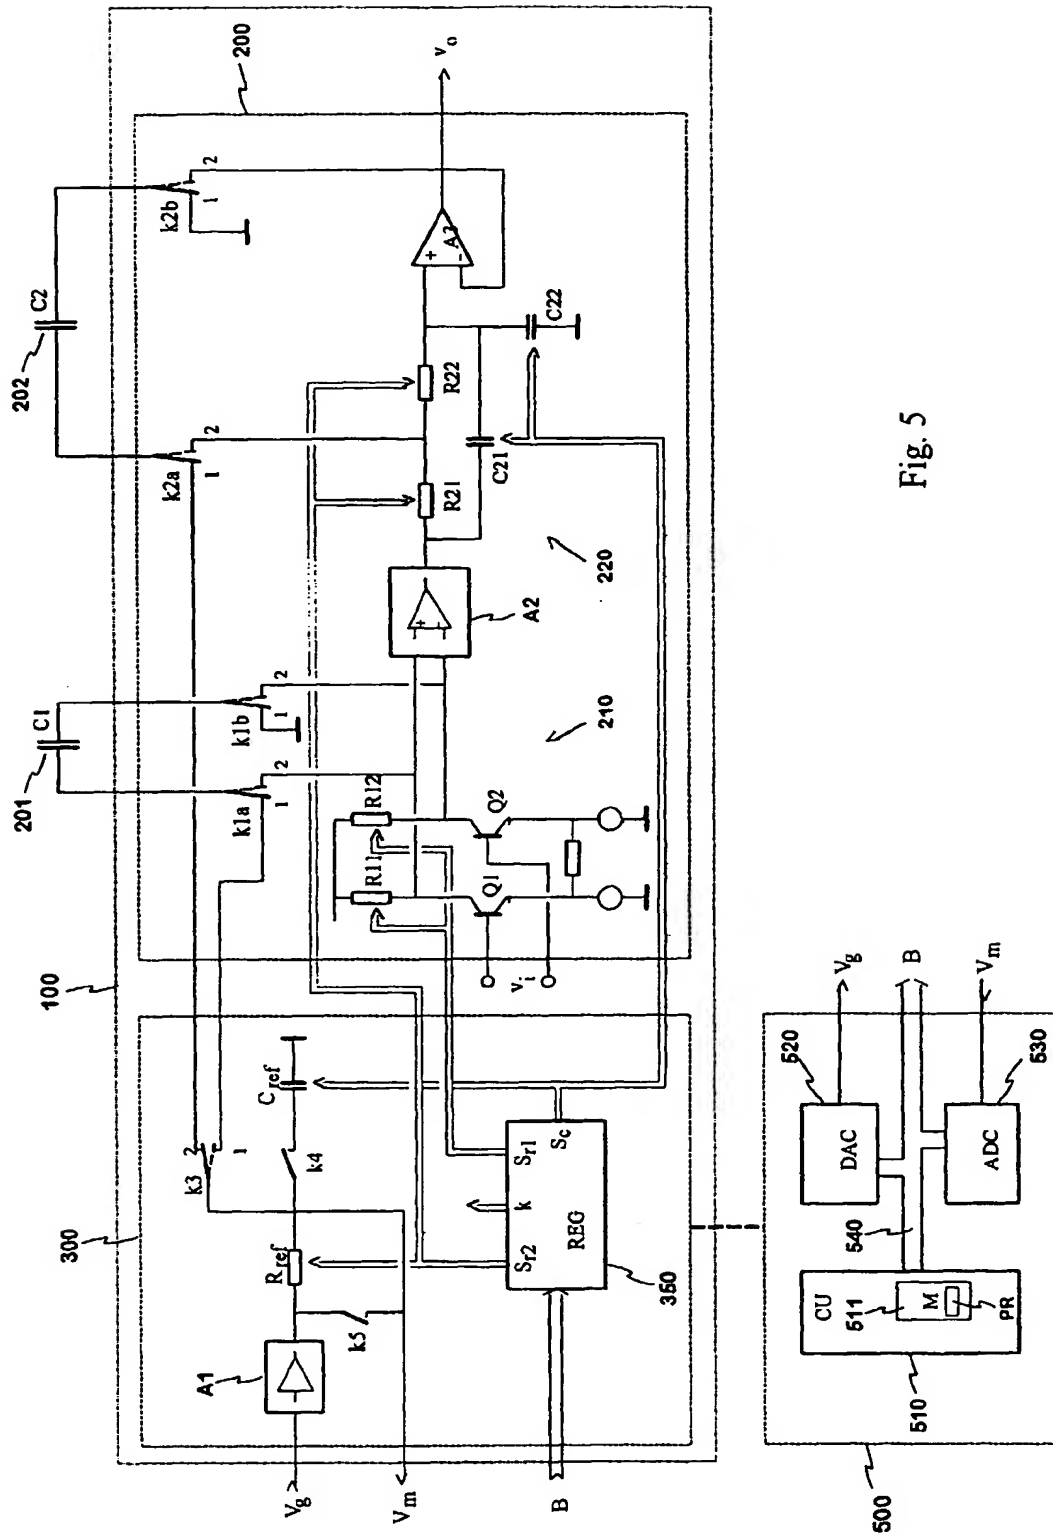 100
200
300
A1
Vg
Vm
B
k5
Rref
k3
2
1
k4
Cref
Sr2
k
Sr1
REG
Sc
350
201
C1
k1a
1
2
k1b
1
2
R11
R12
Q1
Q2
vi
210
A2
+
-
220
202
C2
k2a
1
2
k2b
1
2
R21
R22
C21
C22
+
-
vo
500
510
CU
511
M
PR
540
520
DAC
Vg
B
530
ADC
Vm
Fig. 5